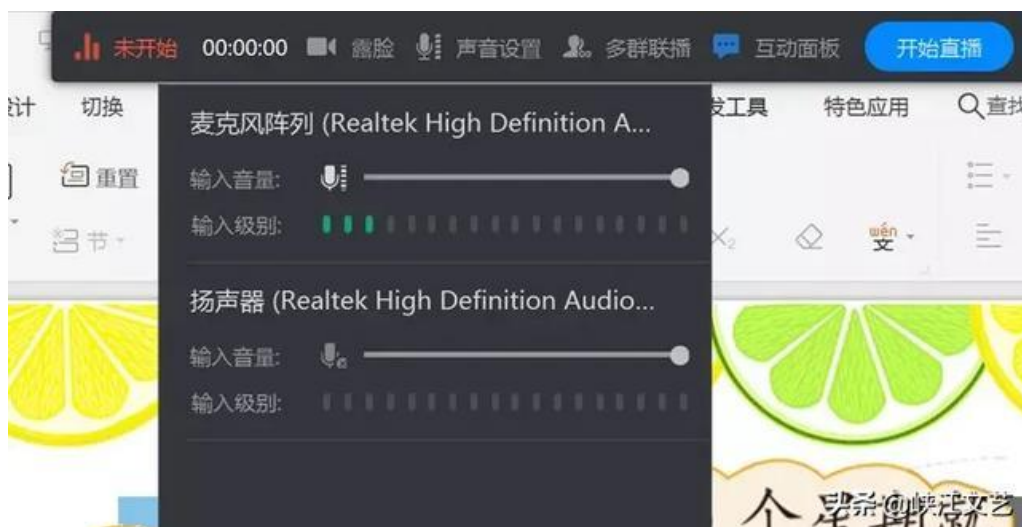 未开始 00:00:00 露脸 声音设置 多群联播 互动面板 开始直播
计 切换 发工具 特色应用 查找
麦克风阵列 (Realtek High Definition A...
重置
输入音量:
输入级别:
节
X₂
wén
文
扬声器 (Realtek High Definition Audio...
输入音量:
输入级别:
个
头条@峡江文艺